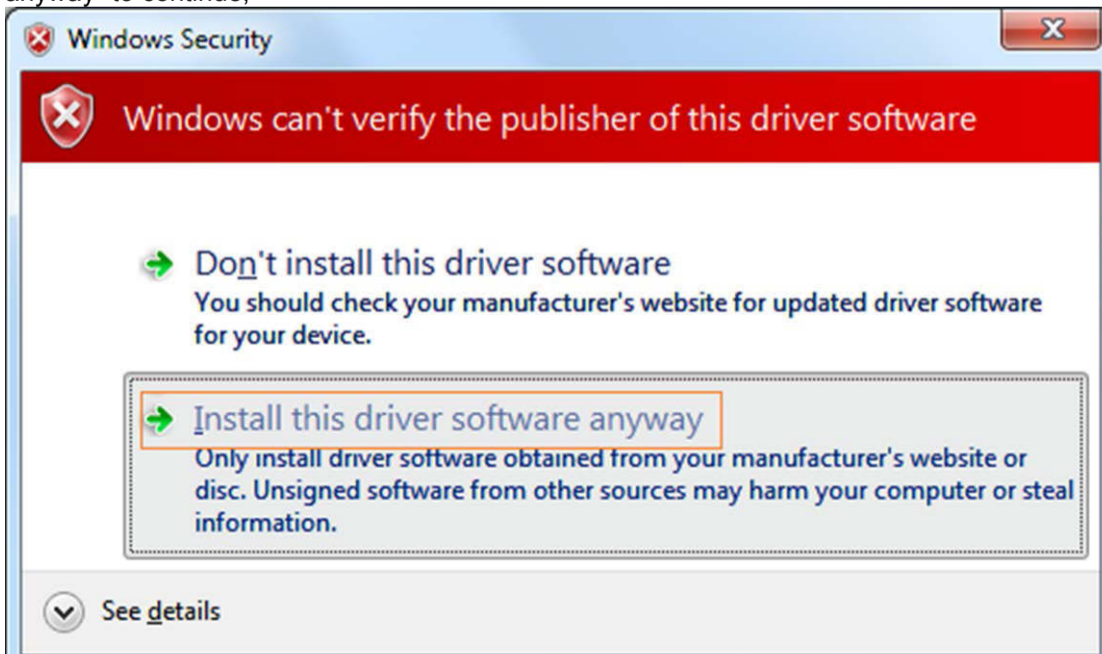 anyway" to continue;
Windows Security
Windows can't verify the publisher of this driver software
Don't install this driver software
You should check your manufacturer's website for updated driver software
for your device.
Install this driver software anyway
Only install driver software obtained from your manufacturer's website or
disc. Unsigned software from other sources may harm your computer or steal
information.
See details